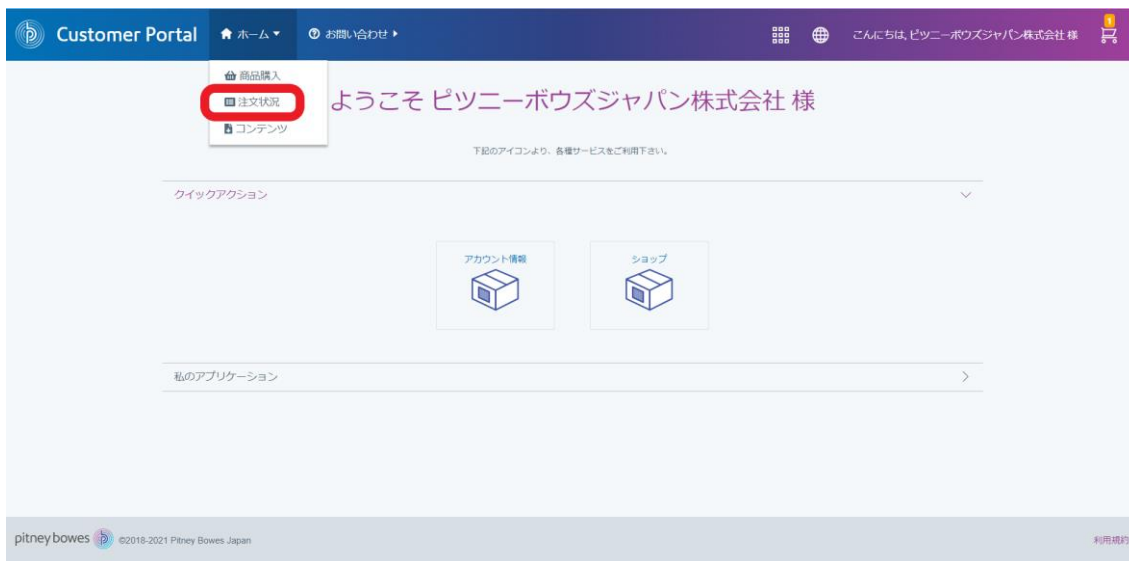 Customer Portal ホーム お問い合わせ こんにちは, ピツニーボウズジャパン株式会社 様 1
商品購入
注文状況
コンテンツ
ようこそ ピツニーボウズジャパン株式会社 様
下記のアイコンより、各種サービスをご利用下さい。
クイックアクション
アカウント情報 ショップ
私のアプリケーション
pitney bowes ©2018-2021 Pitney Bowes Japan 利用規約